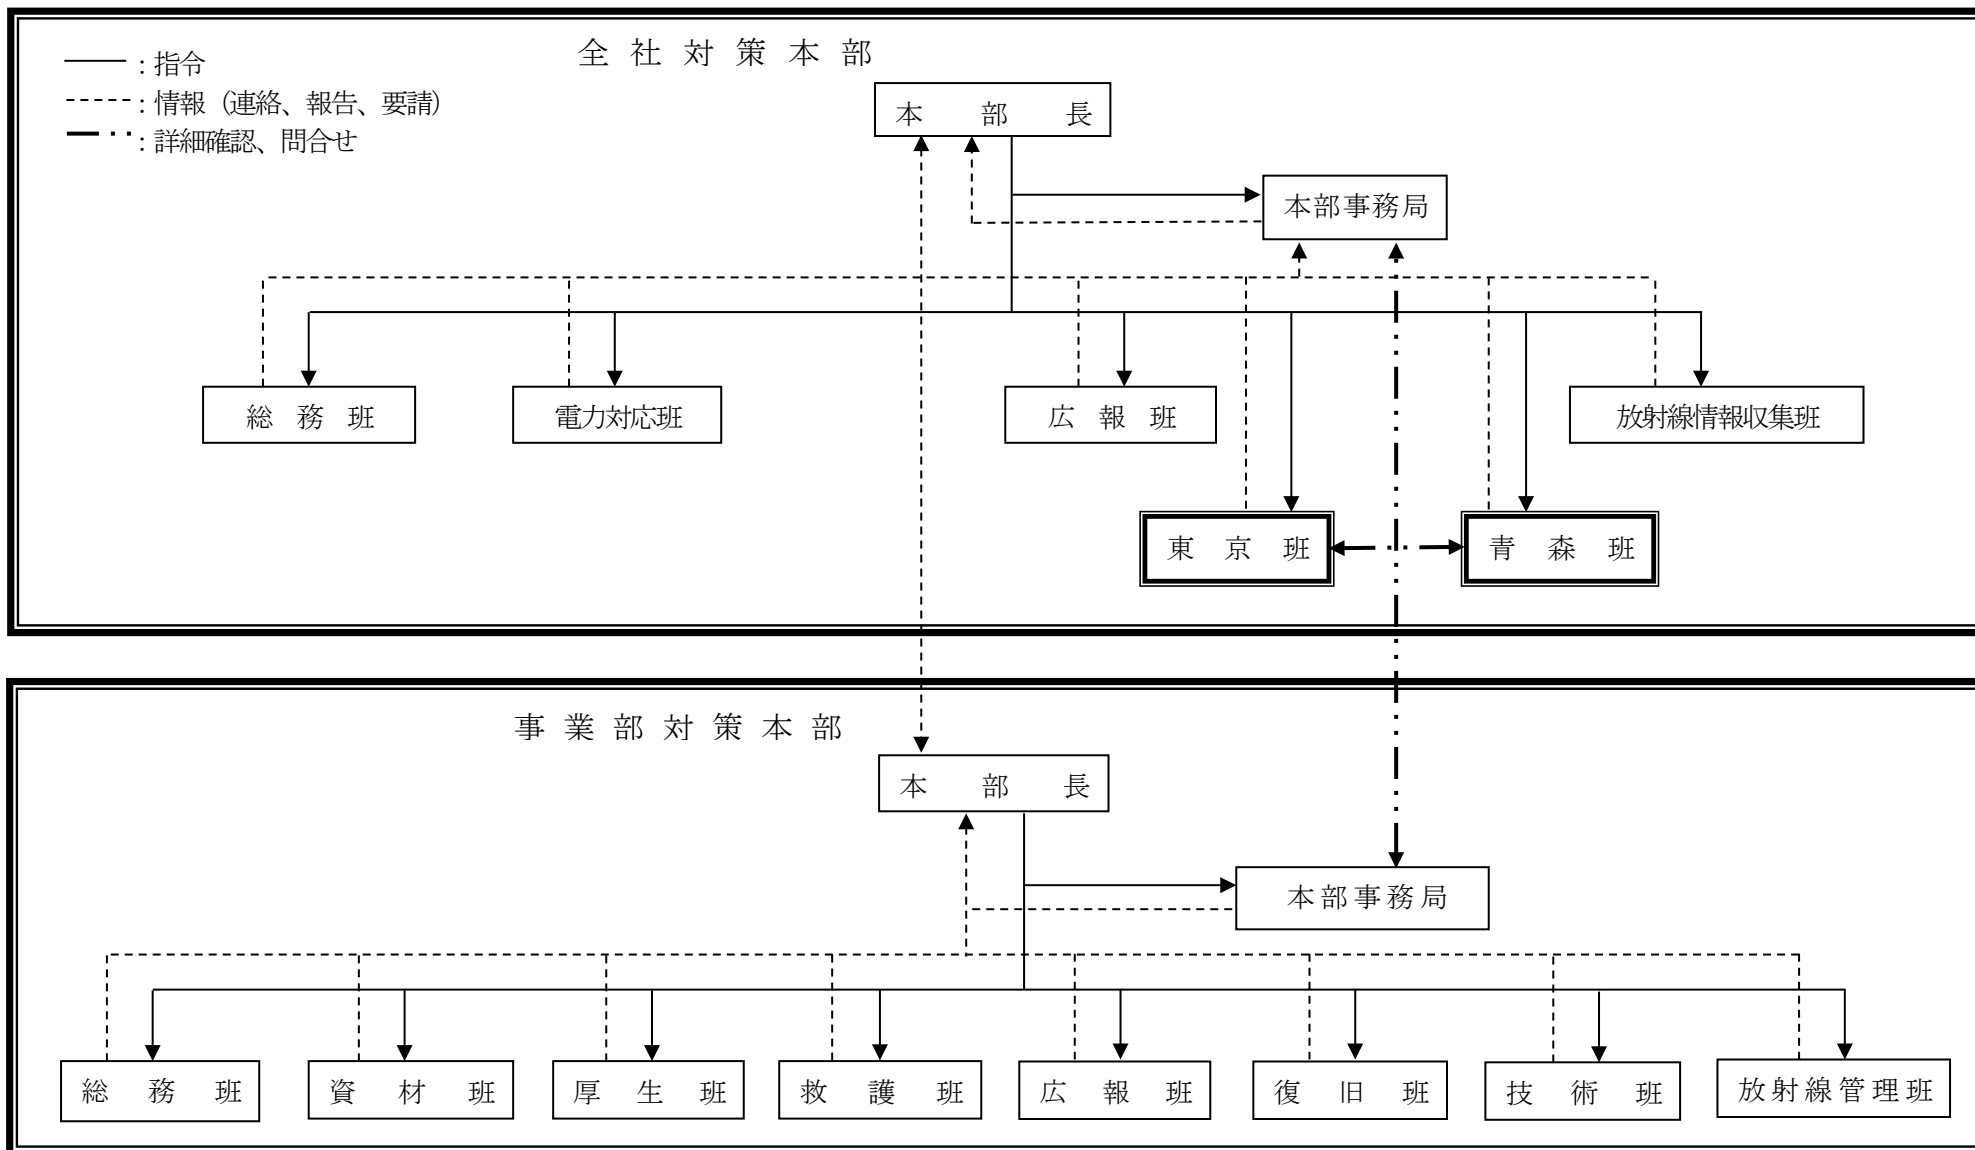 全社対策本部
：指令
：情報（連絡、報告、要請）
：詳細確認、問合せ
本部長
本部事務局
総務班
電力対応班
広報班
放射線情報収集班
東京班
青森班
事業部対策本部
本部長
本部事務局
総務班
資材班
厚生班
救護班
広報班
復旧班
技術班
放射線管理班